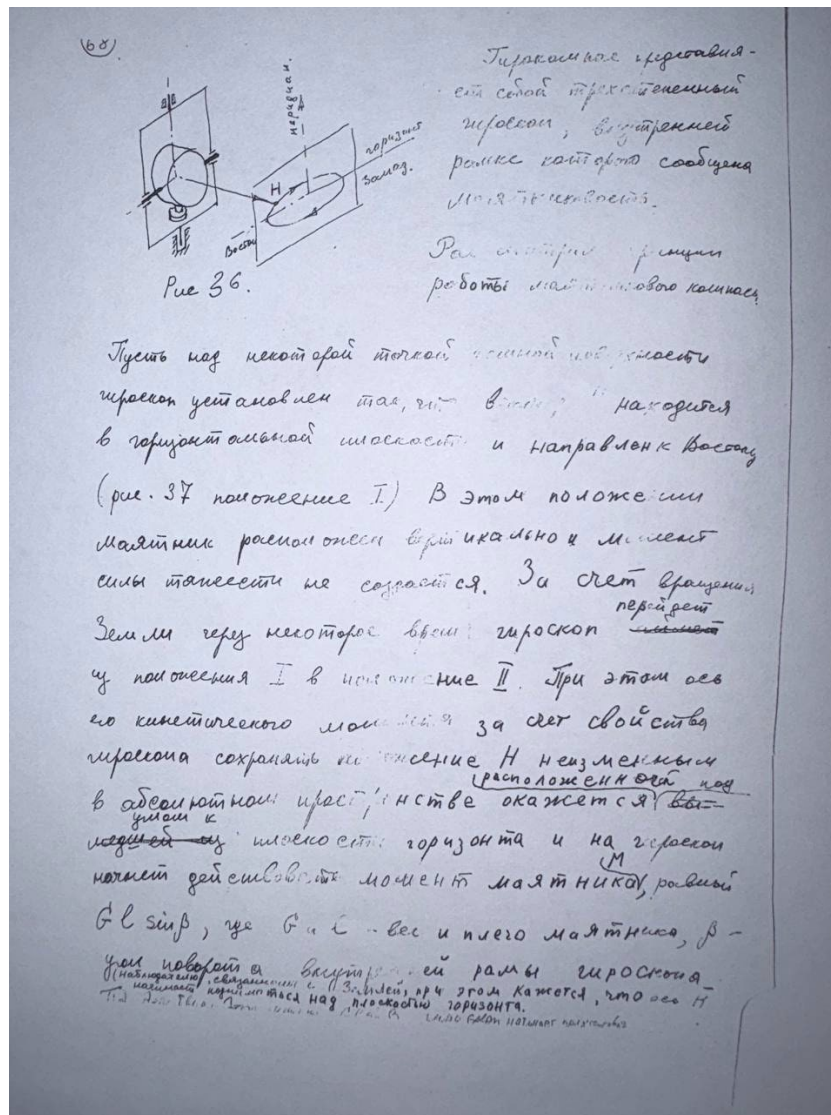 68
меридиан.
горизонт
Запад.
H
Восток
Рис 36.
Гирокомпас представля-
ет собой трехстепенный
гироскоп, внутренней
рамке которого сообщена
маятниковость.
Рассмотрим принцип
работы маятникового компаса
Пусть над некоторой точкой земной поверхности
гироскоп установлен так, что находится
в горизонтальной плоскости и направлен к Востоку
(рис. 37 положение I) В этом положении
маятник расположен вертикально и момент
силы тяжести не создается. За счет вращения
перейдет
Земли через некоторое время гироскоп
из положения I в положение II. При этом ось
его кинетического момента за счет свойства
гироскопа сохранять положение H неизменным
расположенной под
в абсолютном пространстве окажется
углом к
плоскости горизонта и на гироскоп
M
начнет действовать момент маятника, равный
Gl sinβ, где G и l - вес и плечо маятника, β -
угол поворота внутренней рамы гироскопа
(наблюдателю, связанному с Землей, при этом кажется, что ось H
начинает подниматься над плоскостью горизонта.